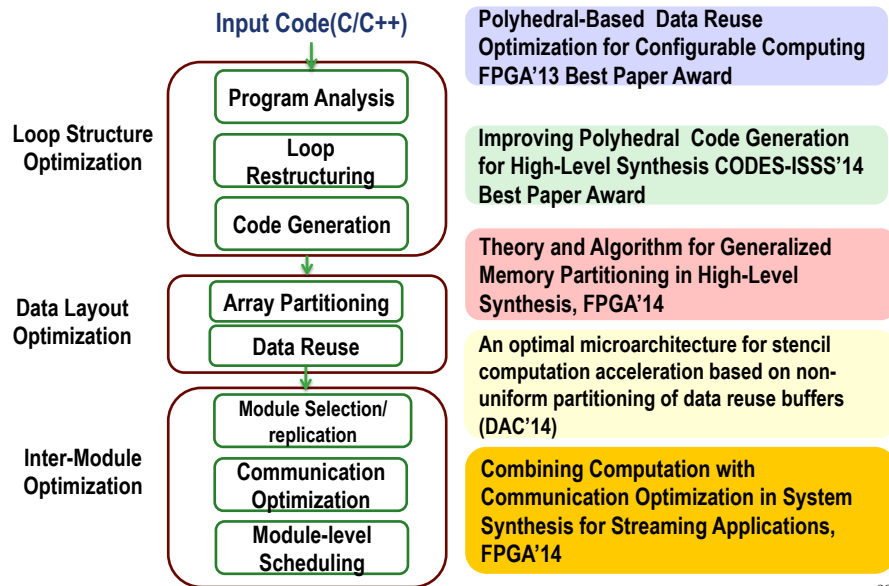 Input Code(C/C++)
Loop Structure
Optimization
Program Analysis
Loop
Restructuring
Code Generation
Data Layout
Optimization
Array Partitioning
Data Reuse
Inter-Module
Optimization
Module Selection/
replication
Communication
Optimization
Module-level
Scheduling
Polyhedral-Based Data Reuse
Optimization for Configurable Computing
FPGA’13 Best Paper Award
Improving Polyhedral Code Generation
for High-Level Synthesis CODES-ISSS’14
Best Paper Award
Theory and Algorithm for Generalized
Memory Partitioning in High-Level
Synthesis, FPGA’14
An optimal microarchitecture for stencil
computation acceleration based on non-
uniform partitioning of data reuse buffers
(DAC’14)
Combining Computation with
Communication Optimization in System
Synthesis for Streaming Applications,
FPGA’14